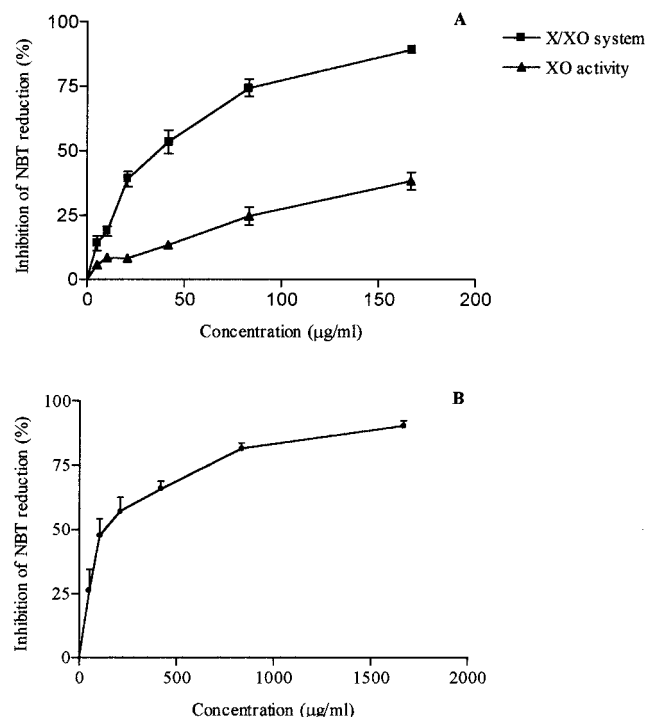 A
X/XO system
XO activity
Inhibition of NBT reduction (%)
100
75
50
25
0
0 50 100 150 200
Concentration (µg/ml)
B
Inhibition of NBT reduction (%)
100
75
50
25
0
0 500 1000 1500 2000
Concentration (µg/ml)